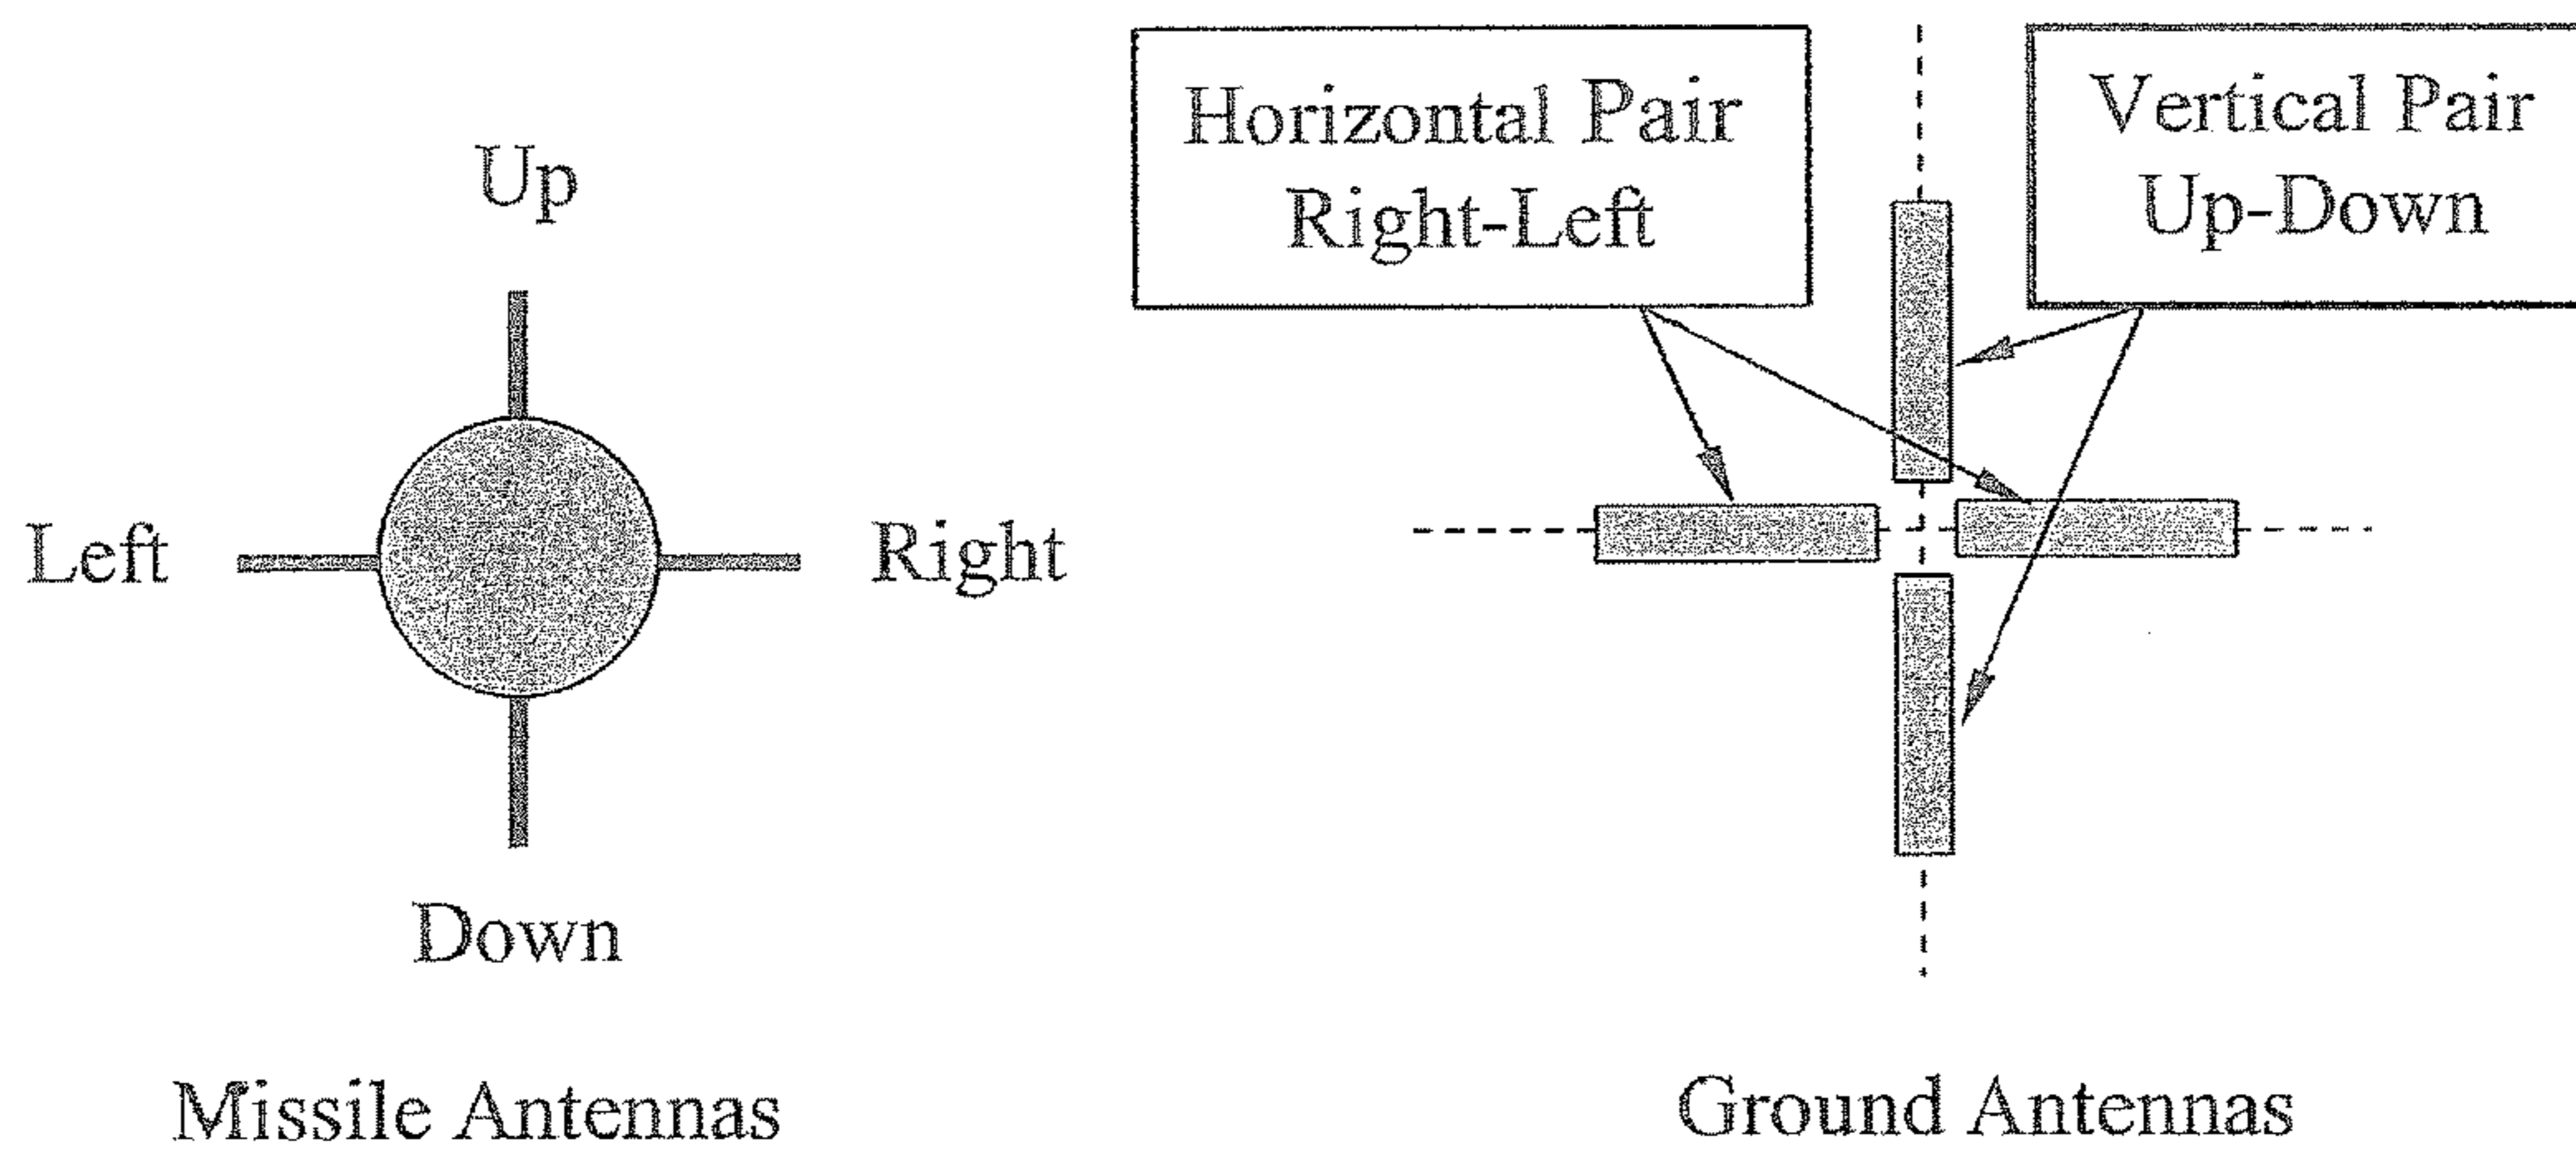 Up
Left
Right
Down
Missile Antennas
Horizontal Pair
Right-Left
Vertical Pair
Up-Down
Ground Antennas